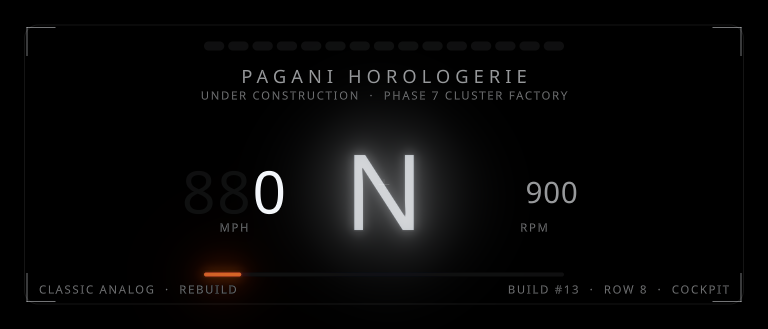 PAGANI HOROLOGERIE
UNDER CONSTRUCTION · PHASE 7 CLUSTER FACTORY
880 N 900
MPH RPM
CLASSIC ANALOG · REBUILD BUILD #13 · ROW 8 · COCKPIT